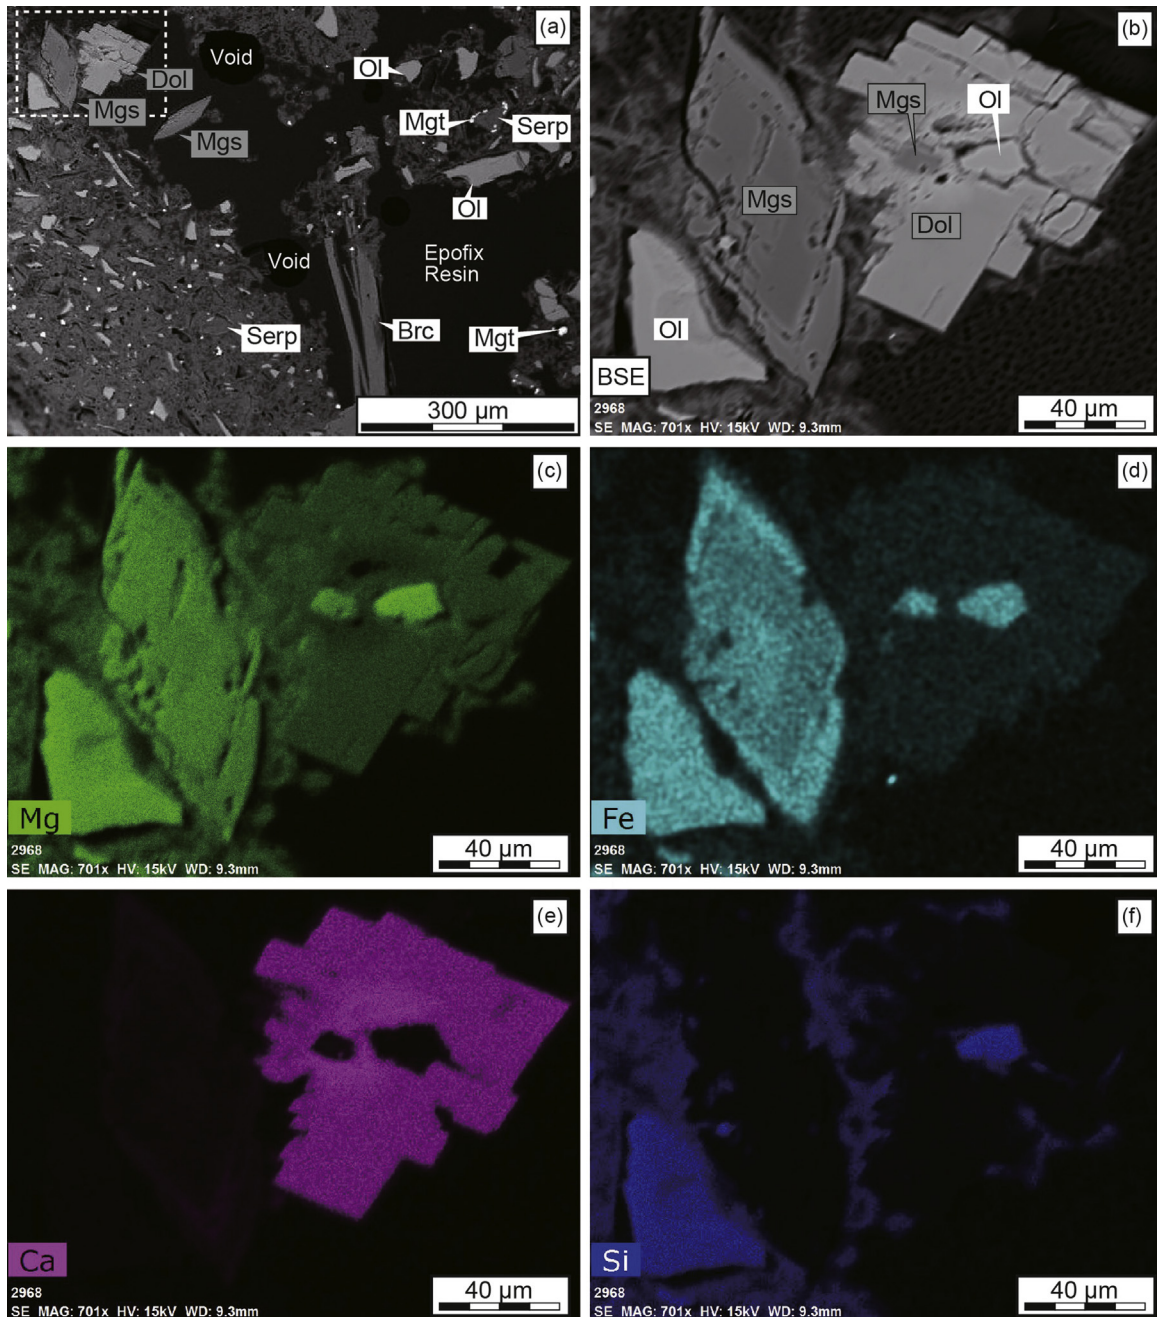 (a)
Void
Ol
Dol
Mgs
Mgs
Mgt
Serp
Ol
Void
Epofix
Resin
Serp
Brc
Mgt
300 µm
(b)
Mgs
Ol
Mgs
Dol
Ol
BSE
2968
SE MAG: 701x HV: 15kV WD: 9.3mm
40 µm
(c)
Mg
2968
SE MAG: 701x HV: 15kV WD: 9.3mm
40 µm
(d)
Fe
2968
SE MAG: 701x HV: 15kV WD: 9.3mm
40 µm
(e)
Ca
2968
SE MAG: 701x HV: 15kV WD: 9.3mm
40 µm
(f)
Si
2968
SE MAG: 701x HV: 15kV WD: 9.3mm
40 µm